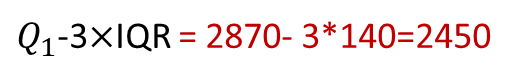 Q₁-3×IQR = 2870- 3*140=2450